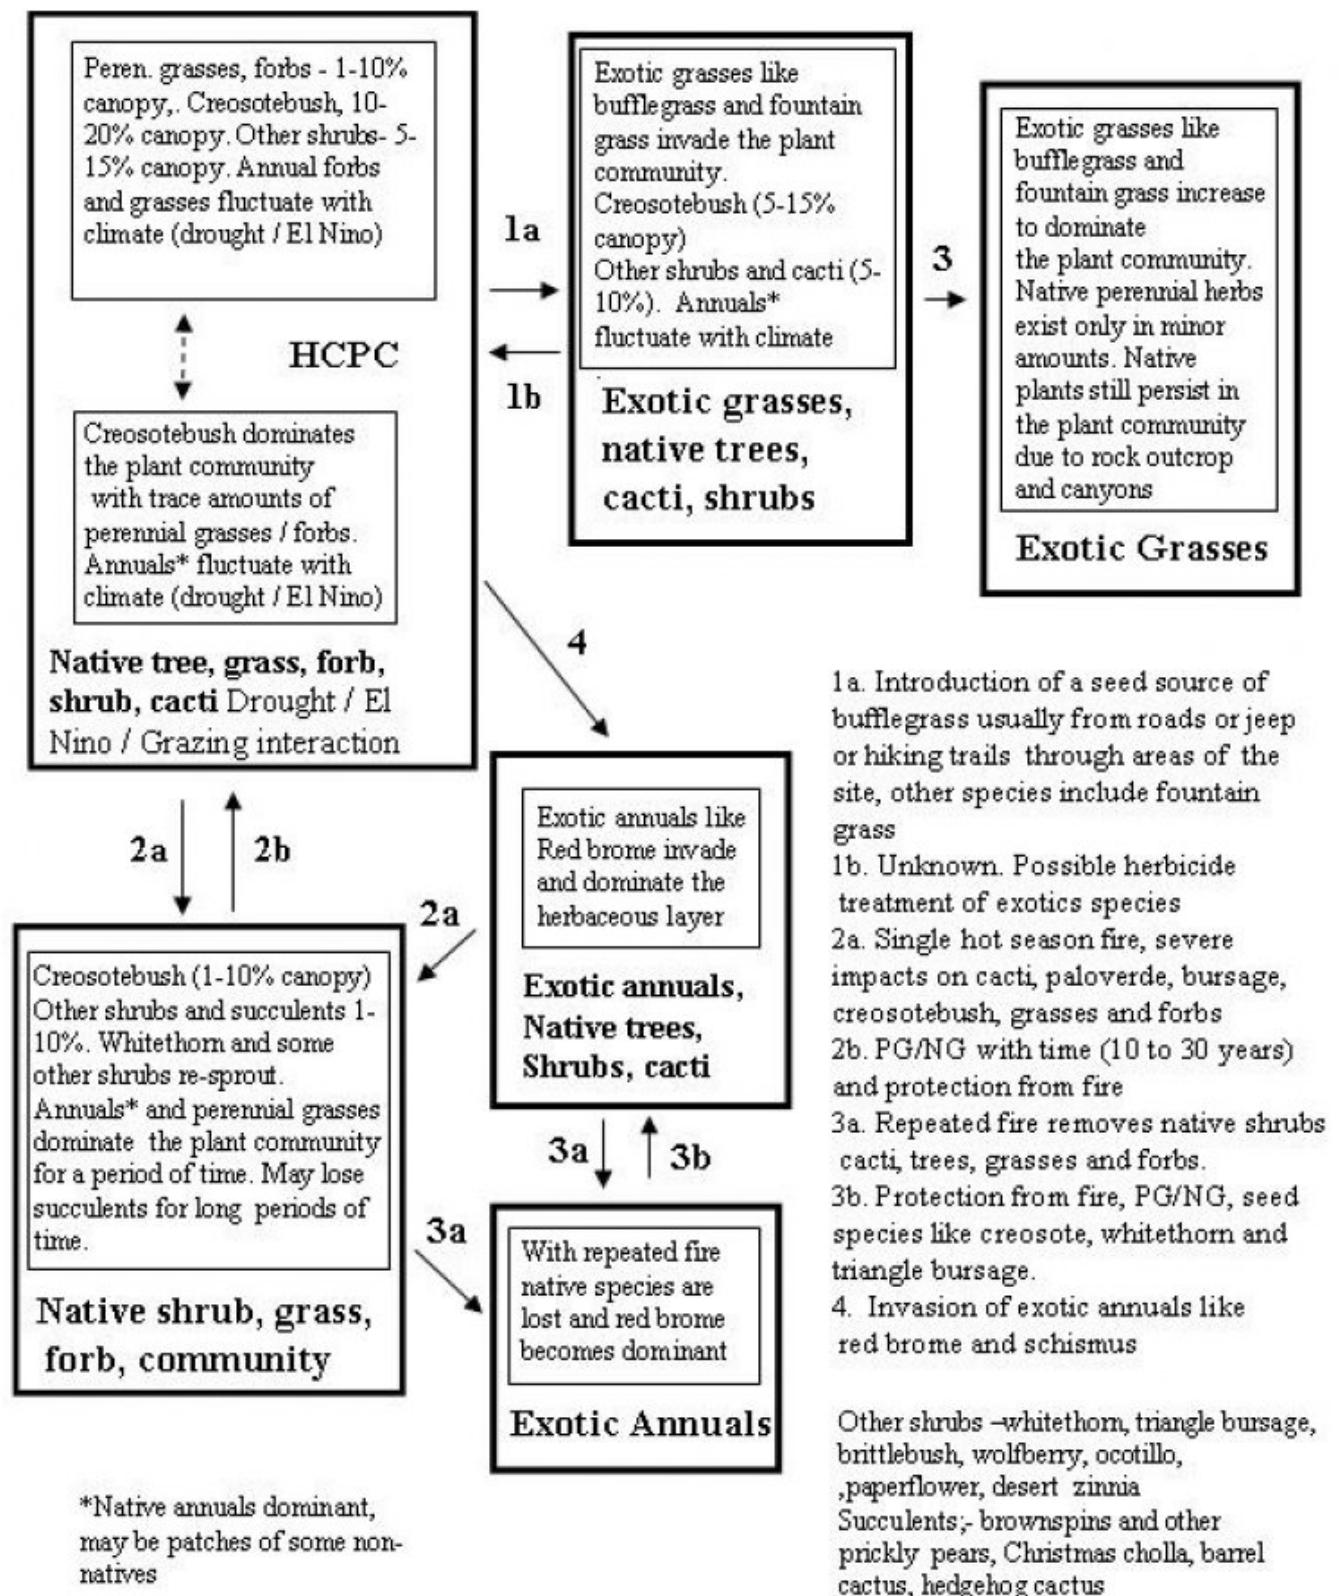 Peren. grasses, forbs - 1-10%
canopy,. Creosotebush, 10-
20% canopy. Other shrubs- 5-
15% canopy. Annual forbs
and grasses fluctuate with
climate (drought / El Nino)
HCPC
Creosotebush dominates
the plant community
with trace amounts of
perennial grasses / forbs.
Annuals* fluctuate with
climate (drought / El Nino)
Native tree, grass, forb,
shrub, cacti Drought / El
Nino / Grazing interaction
1a
1b
Exotic grasses like
bufflegrass and fountain
grass invade the plant
community.
Creosotebush (5-15%
canopy)
Other shrubs and cacti (5-
10%). Annuals*
fluctuate with climate
Exotic grasses,
native trees,
cacti, shrubs
3
Exotic grasses like
bufflegrass and
fountain grass increase
to dominate
the plant community.
Native perennial herbs
exist only in minor
amounts. Native
plants still persist in
the plant community
due to rock outcrop
and canyons
Exotic Grasses
4
2a
2b
Exotic annuals like
Red brome invade
and dominate the
herbaceous layer
Exotic annuals,
Native trees,
Shrubs, cacti
2a
Creosotebush (1-10% canopy)
Other shrubs and succulents 1-
10%. Whitethorn and some
other shrubs re-sprout.
Annuals* and perennial grasses
dominate the plant community
for a period of time. May lose
succulents for long periods of
time.
Native shrub, grass,
forb, community
3a
3b
3a
With repeated fire
native species are
lost and red brome
becomes dominant
Exotic Annuals
1a. Introduction of a seed source of
bufflegrass usually from roads or jeep
or hiking trails through areas of the
site, other species include fountain
grass
1b. Unknown. Possible herbicide
treatment of exotics species
2a. Single hot season fire, severe
impacts on cacti, paloverde, bursage,
creosotebush, grasses and forbs
2b. PG/NG with time (10 to 30 years)
and protection from fire
3a. Repeated fire removes native shrubs
cacti, trees, grasses and forbs.
3b. Protection from fire, PG/NG, seed
species like creosote, whitethorn and
triangle bursage.
4. Invasion of exotic annuals like
red brome and schismus
Other shrubs –whitethorn, triangle bursage,
brittlebush, wolfberry, ocotillo,
,paperflower, desert zinnia
Succulents;- brownspins and other
prickly pears, Christmas cholla, barrel
cactus, hedgehog cactus
*Native annuals dominant,
may be patches of some non-
natives